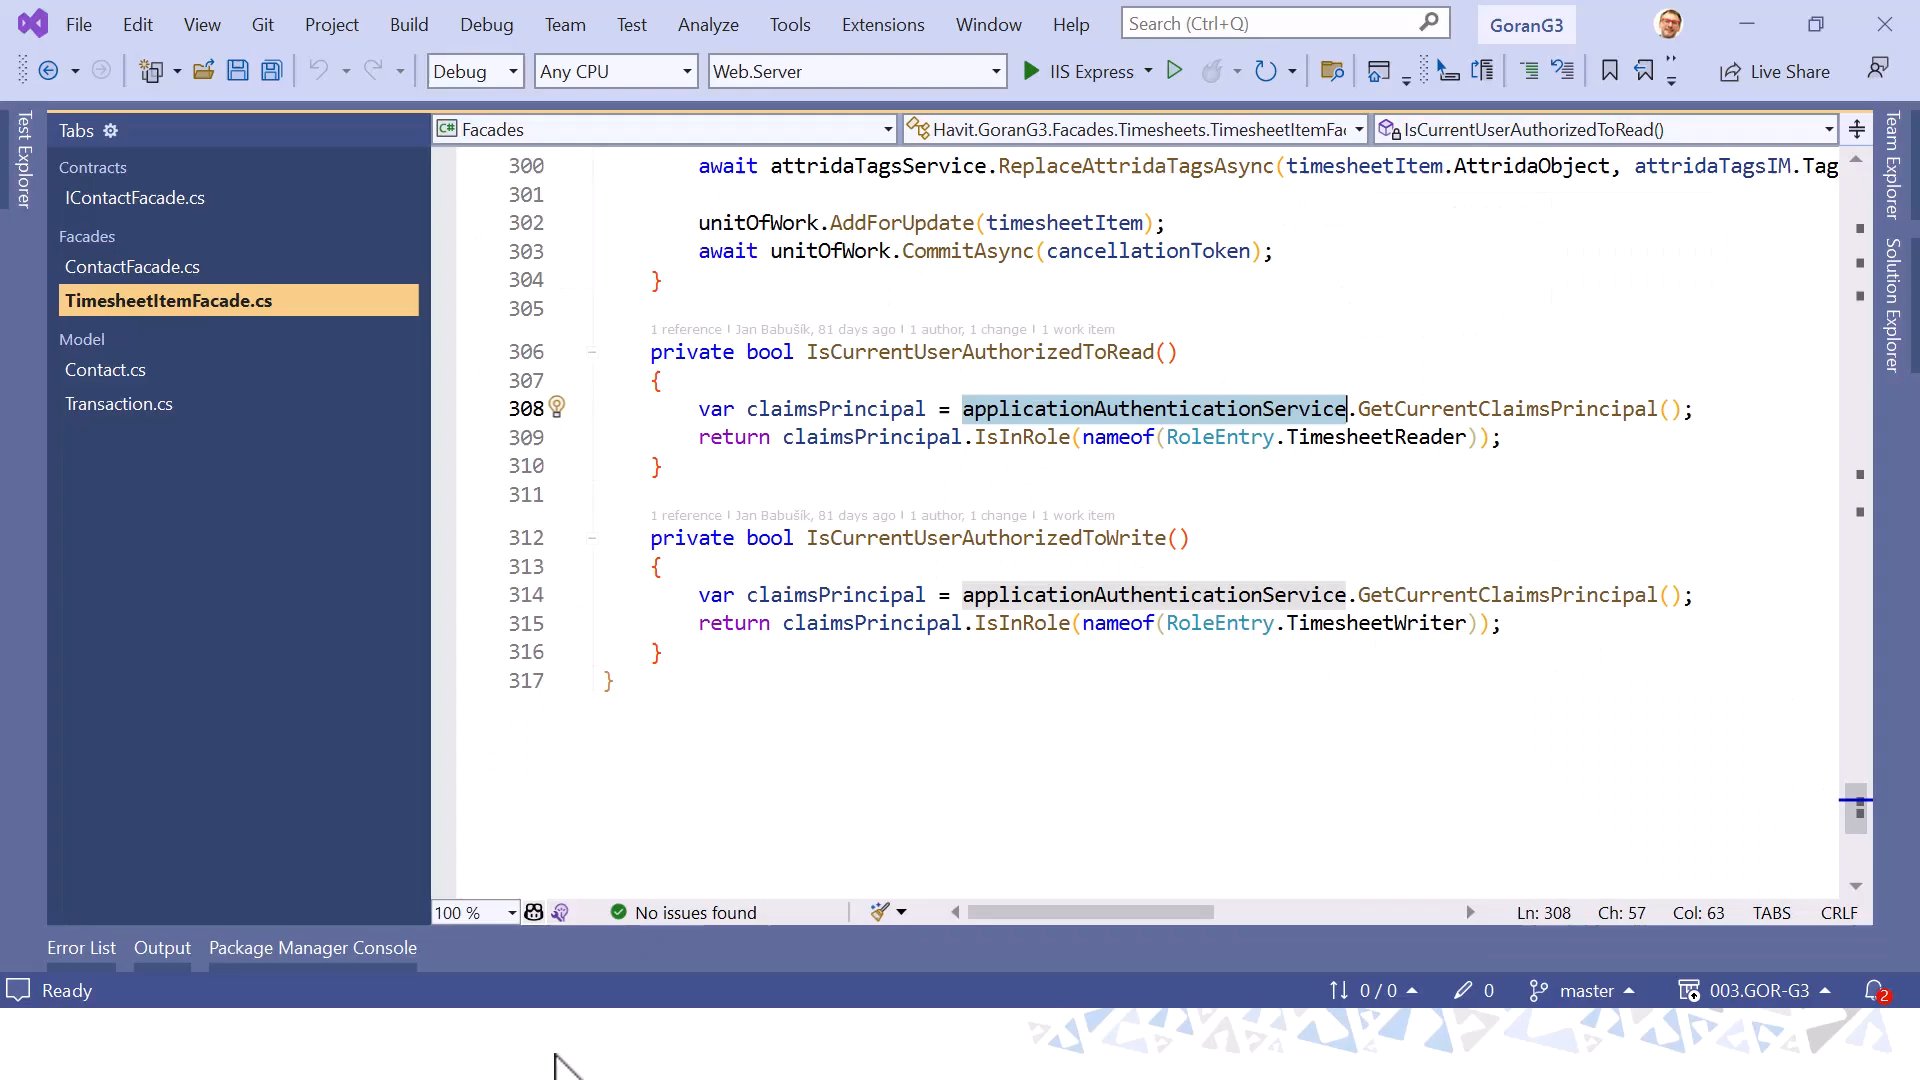 File Edit View Git Project Build Debug Team Test Analyze Tools Extensions Window Help Search (Ctrl+Q) GoranG3
Debug Any CPU Web.Server IIS Express Live Share
Test Explorer
Tabs
Contracts
IContactFacade.cs
Facades
ContactFacade.cs
TimesheetItemFacade.cs
Model
Contact.cs
Transaction.cs
Facades Havit.GoranG3.Facades.Timesheets.TimesheetItemFac IsCurrentUserAuthorizedToRead()
300 await attridaTagsService.ReplaceAttridaTagsAsync(timesheetItem.AttridaObject, attridaTagsIM.Tag
301
302 unitOfWork.AddForUpdate(timesheetItem);
303 await unitOfWork.CommitAsync(cancellationToken);
304 }
305
1 reference | Jan Babušík, 81 days ago | 1 author, 1 change | 1 work item
306 private bool IsCurrentUserAuthorizedToRead()
307 {
308 var claimsPrincipal = applicationAuthenticationService.GetCurrentClaimsPrincipal();
309 return claimsPrincipal.IsInRole(nameof(RoleEntry.TimesheetReader));
310 }
311
1 reference | Jan Babušík, 81 days ago | 1 author, 1 change | 1 work item
312 private bool IsCurrentUserAuthorizedToWrite()
313 {
314 var claimsPrincipal = applicationAuthenticationService.GetCurrentClaimsPrincipal();
315 return claimsPrincipal.IsInRole(nameof(RoleEntry.TimesheetWriter));
316 }
317 }
Team Explorer
Solution Explorer
100 % No issues found Ln: 308 Ch: 57 Col: 63 TABS CRLF
Error List Output Package Manager Console
Ready 0 / 0 0 master 003.GOR-G3 2